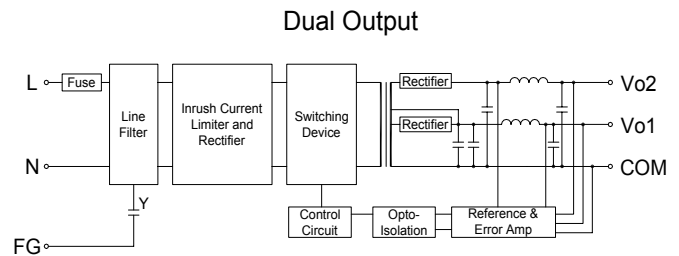 Dual Output
L
Fuse
Rectifier
Vo2
Line
Filter
Inrush Current
Limiter and
Rectifier
Switching
Device
Rectifier
Vo1
N
COM
Y
Control
Circuit
Opto-
Isolation
Reference &
Error Amp
FG